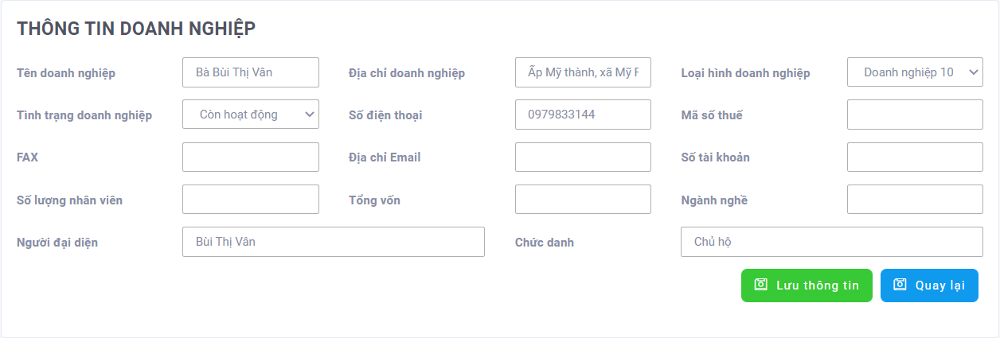 THÔNG TIN DOANH NGHIỆP
Tên doanh nghiệp Bà Bùi Thị Vân Địa chỉ doanh nghiệp Ấp Mỹ thành, xã Mỹ Loại hình doanh nghiệp Doanh nghiệp 10
Tình trạng doanh nghiệp Còn hoạt động Số điện thoại 0979833144 Mã số thuế
FAX Địa chỉ Email Số tài khoản
Số lượng nhân viên Tổng vốn Ngành nghề
Người đại diện Bùi Thị Vân Chức danh Chủ hộ
Lưu thông tin Quay lại